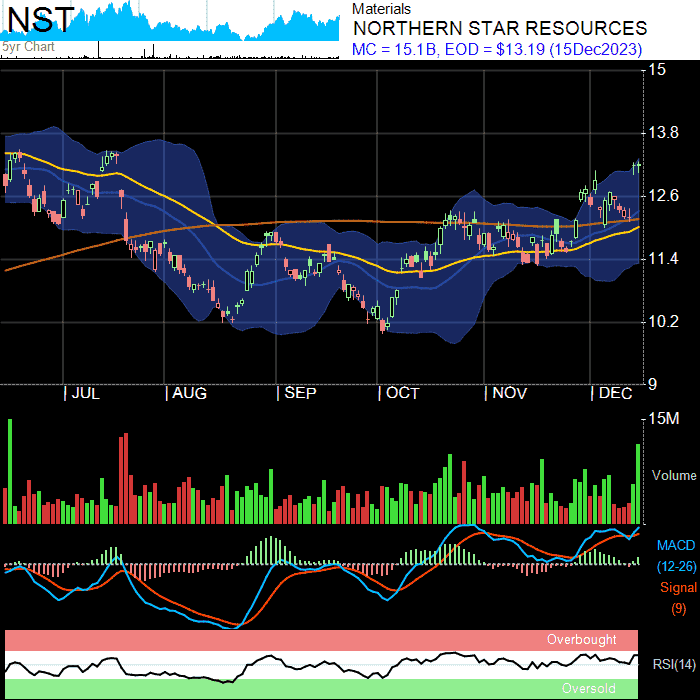 NST
Materials
NORTHERN STAR RESOURCES
5yr Chart
MC = 15.1B, EOD = $13.19 (15Dec2023)
15
13.8
12.6
11.4
10.2
9
| JUL | AUG | SEP | OCT | NOV | DEC
15M
Volume
MACD
(12-26)
Signal
(9)
Overbought
RSI(14)
Oversold